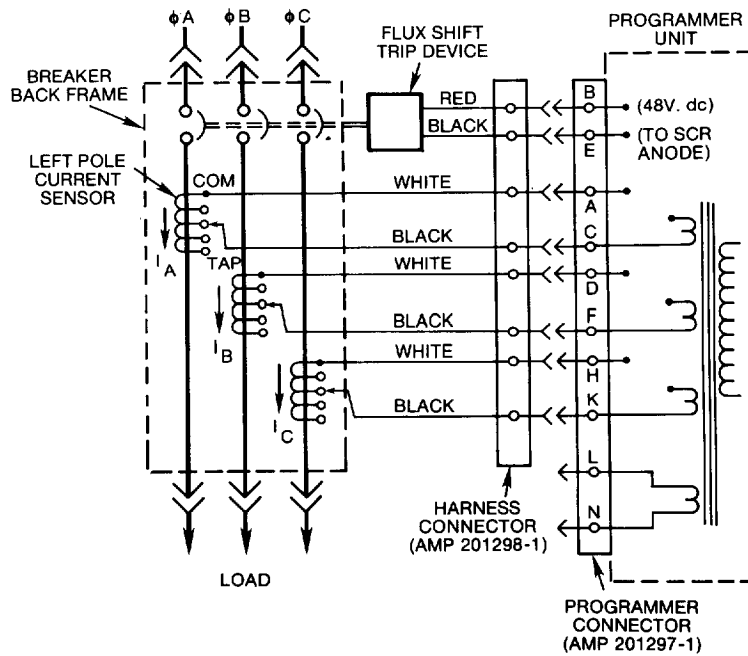 ϕA
ϕB
ϕC
FLUX SHIFT
TRIP DEVICE
PROGRAMMER
UNIT
BREAKER
BACK FRAME
RED
BLACK
B
(48V. dc)
E
(TO SCR
ANODE)
LEFT POLE
CURRENT
SENSOR
COM
WHITE
A
BLACK
C
I A
TAP
WHITE
D
BLACK
F
I B
WHITE
H
BLACK
K
I C
L
N
HARNESS
CONNECTOR
(AMP 201298-1)
LOAD
PROGRAMMER
CONNECTOR
(AMP 201297-1)